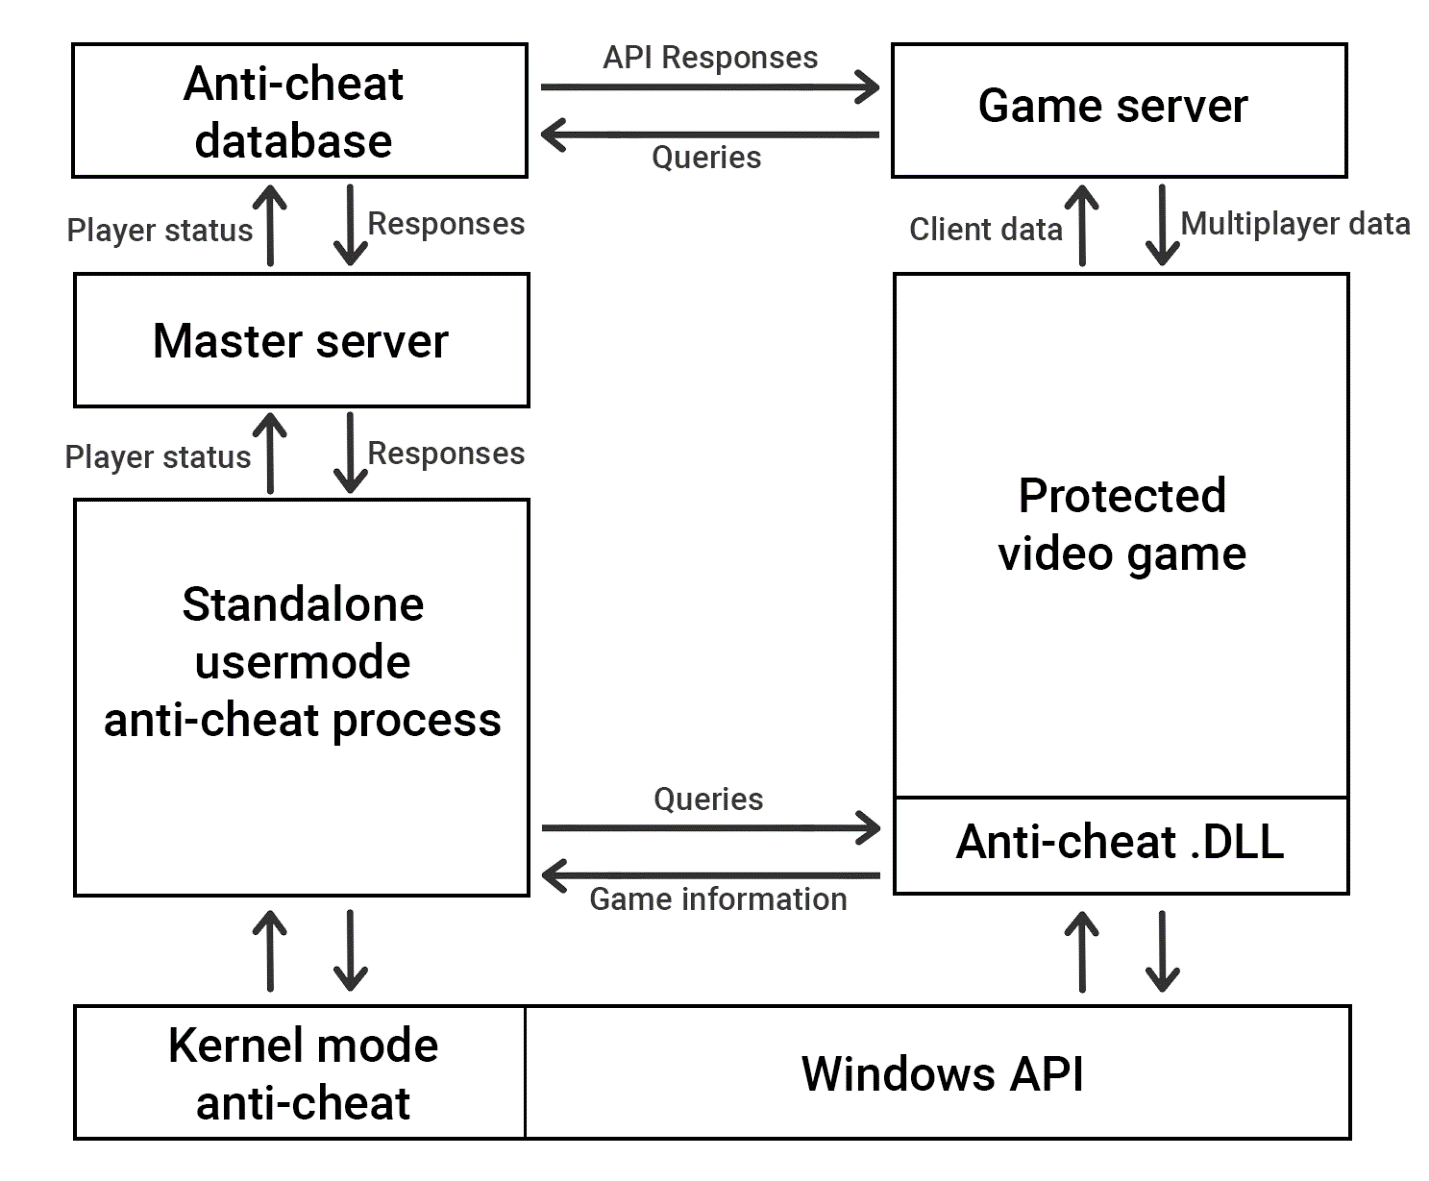 Anti-cheat
database
API Responses
Queries
Game server
Player status
Responses
Client data
Multiplayer data
Master server
Player status
Responses
Standalone
usermode
anti-cheat process
Protected
video game
Queries
Game information
Anti-cheat .DLL
Kernel mode
anti-cheat
Windows API